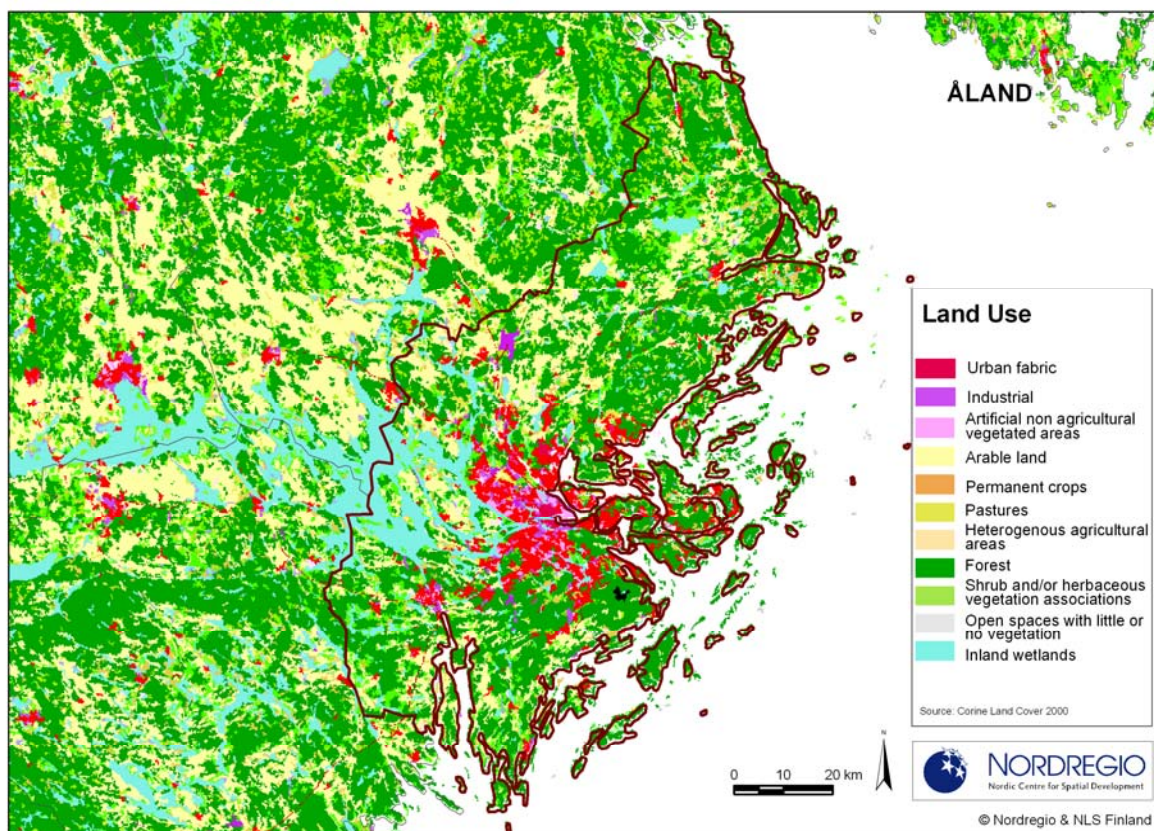 ÅLAND
Land Use
Urban fabric
Industrial
Artificial non agricultural
vegetated areas
Arable land
Permanent crops
Pastures
Heterogenous agricultural
areas
Forest
Shrub and/or herbaceous
vegetation associations
Open spaces with little or
no vegetation
Inland wetlands
Source: Corine Land Cover 2000
N
0 10 20 km
NORDREGIO
Nordic Centre for Spatial Development
© Nordregio & NLS Finland